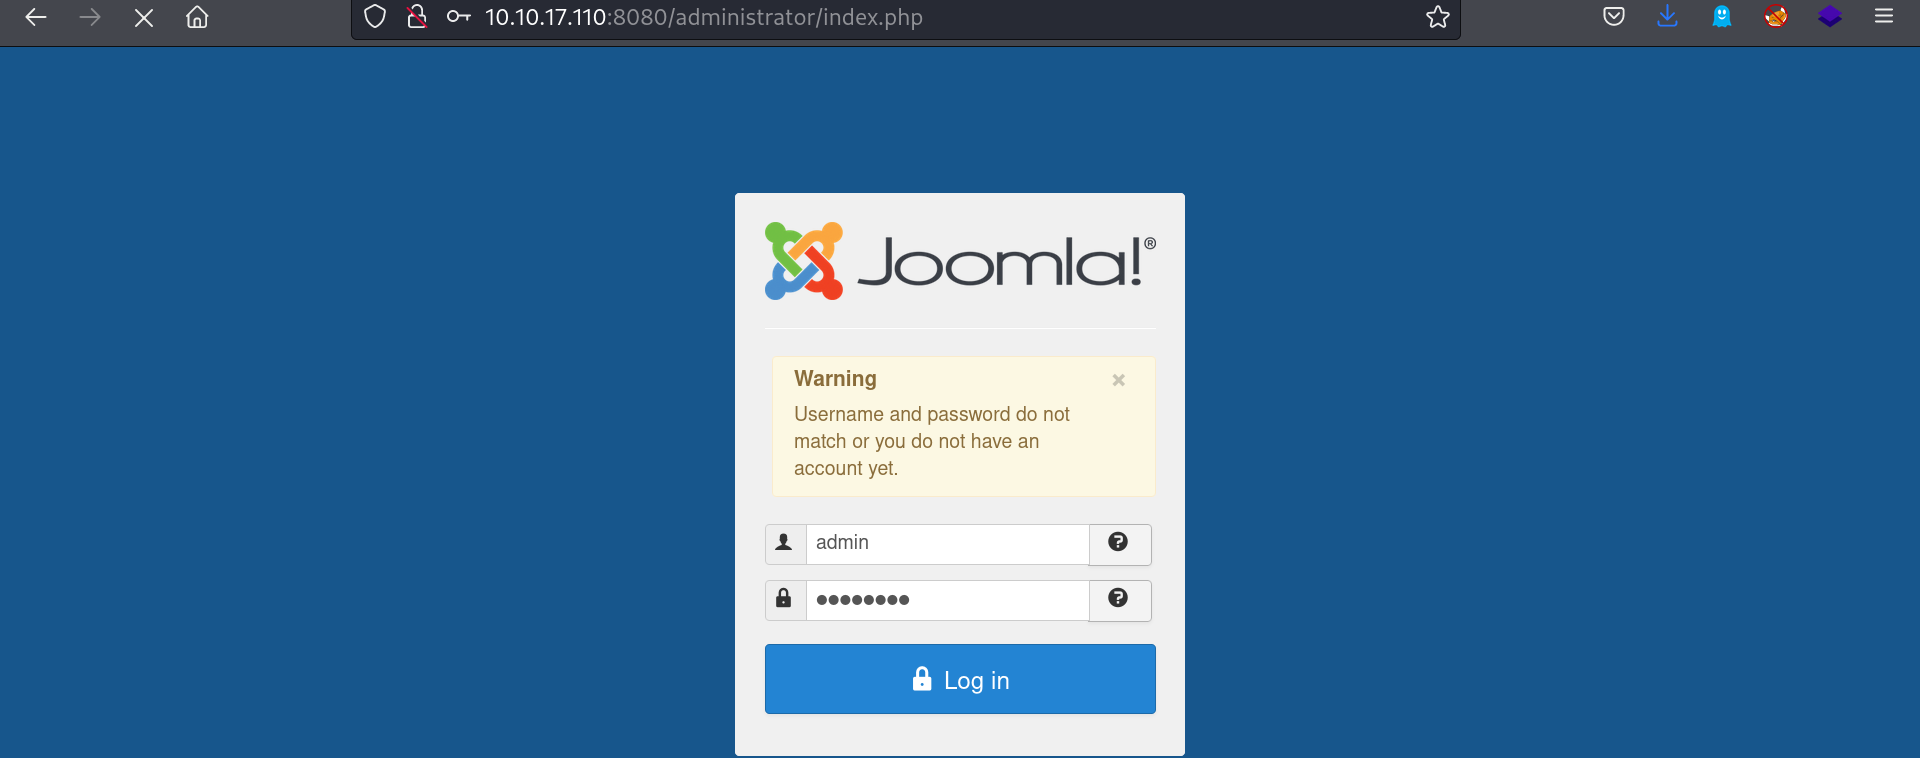 10.10.17.110:8080/administrator/index.php
Joomla!®
Warning
Username and password do not
match or you do not have an
account yet.
admin
Log in